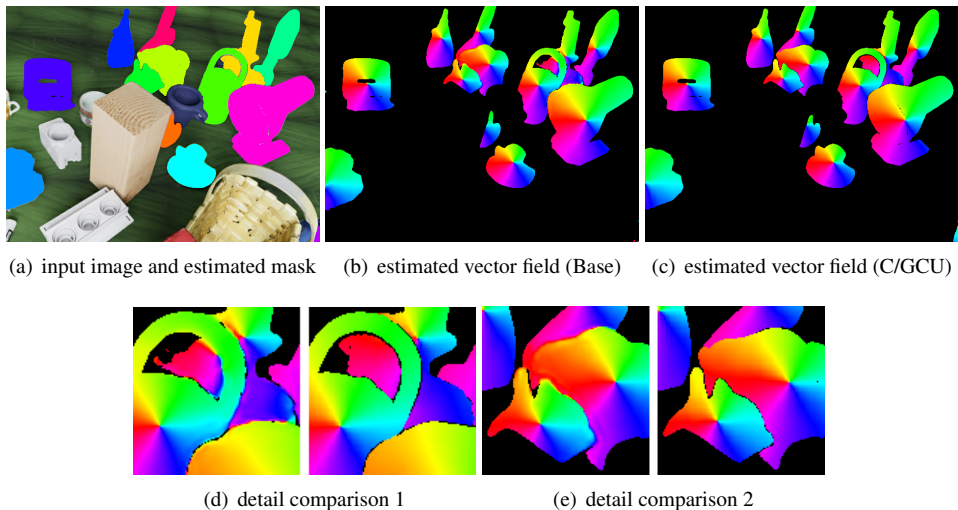 (a) input image and estimated mask
(b) estimated vector field (Base)
(c) estimated vector field (C/GCU)
(d) detail comparison 1
(e) detail comparison 2